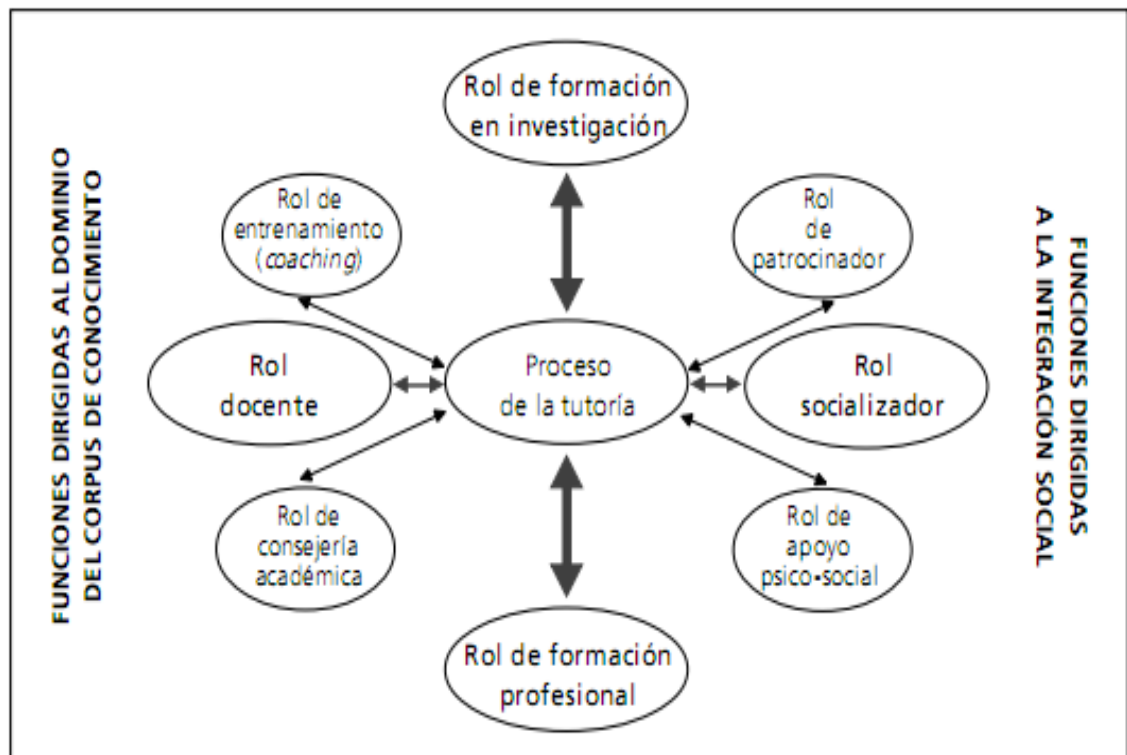 Rol de formación
en investigación
FUNCIONES DIRIGIDAS AL DOMINIO
DEL CORPUS DE CONOCIMIENTO
Rol de
entrenamiento
(coaching)
Rol
de
patrocinador
FUNCIONES DIRIGIDAS
A LA INTEGRACIÓN SOCIAL
Rol
docente
Proceso
de la tutoría
Rol
socializador
Rol de
consejería
académica
Rol de
apoyo
psico•social
Rol de formación
profesional